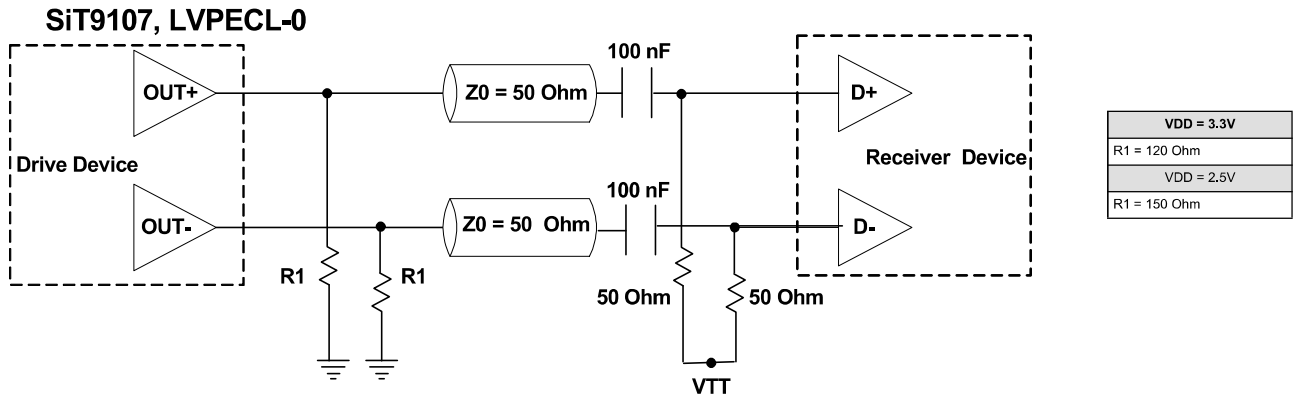 SiT9107, LVPECL-0
100 nF
OUT+
Z0 = 50 Ohm
D+
Drive Device
Receiver Device
100 nF
OUT-
Z0 = 50 Ohm
D-
R1
R1
50 Ohm
50 Ohm
VTT
VDD = 3.3V
R1 = 120 Ohm
VDD = 2.5V
R1 = 150 Ohm